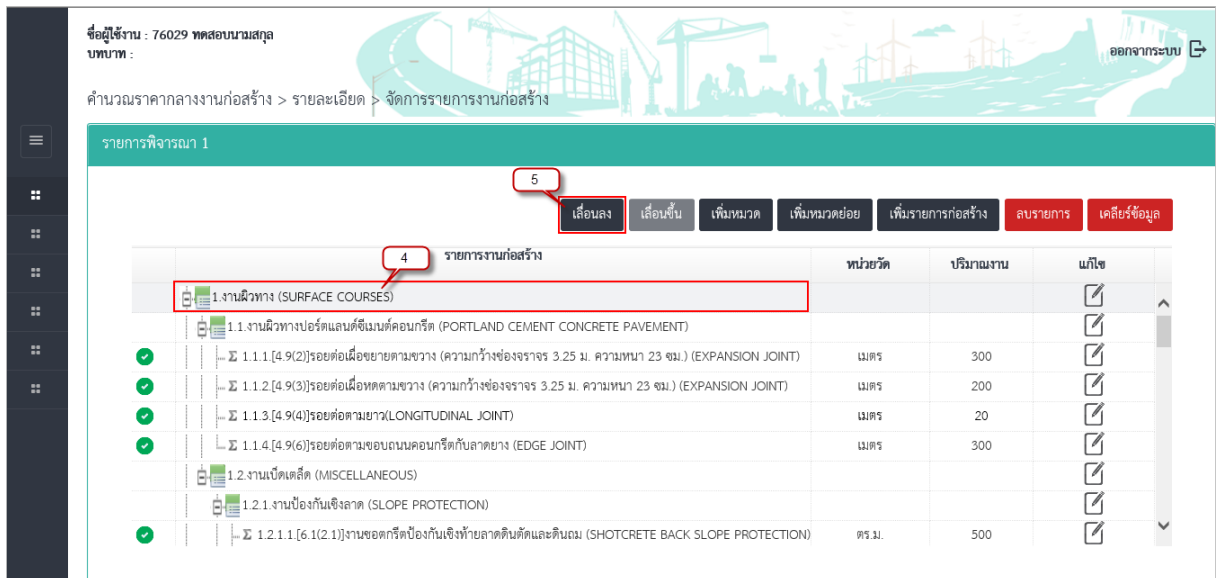 ชื่อผู้ใช้งาน : 76029 ทดสอบนามสกุล
บทบาท :
ออกจากระบบ
คำนวณราคากลางงานก่อสร้าง > รายละเอียด > จัดการรายการงานก่อสร้าง
รายการพิจารณา 1
5
เลื่อนลง เลื่อนขึ้น เพิ่มหมวด เพิ่มหมวดย่อย เพิ่มรายการก่อสร้าง ลบรายการ เคลียร์ข้อมูล
4
รายการงานก่อสร้าง หน่วยวัด ปริมาณงาน แก้ไข
1.งานผิวทาง (SURFACE COURSES)
1.1.งานผิวทางปอร์ตแลนด์ซีเมนต์คอนกรีต (PORTLAND CEMENT CONCRETE PAVEMENT)
Σ 1.1.1.[4.9(2)]รอยต่อเผื่อขยายตามขวาง (ความกว้างช่องจราจร 3.25 ม. ความหนา 23 ซม.) (EXPANSION JOINT) เมตร 300
Σ 1.1.2.[4.9(3)]รอยต่อเผื่อหดตามขวาง (ความกว้างช่องจราจร 3.25 ม. ความหนา 23 ซม.) (EXPANSION JOINT) เมตร 200
Σ 1.1.3.[4.9(4)]รอยต่อตามยาว(LONGITUDINAL JOINT) เมตร 20
Σ 1.1.4.[4.9(6)]รอยต่อตามขอบถนนคอนกรีตกับลาดยาง (EDGE JOINT) เมตร 300
1.2.งานเบ็ดเตล็ด (MISCELLANEOUS)
1.2.1.งานป้องกันเชิงลาด (SLOPE PROTECTION)
Σ 1.2.1.1.[6.1(2.1)]งานชอตกรีตป้องกันเชิงท้ายลาดดินตัดและดินถม (SHOTCRETE BACK SLOPE PROTECTION) ตร.ม. 500